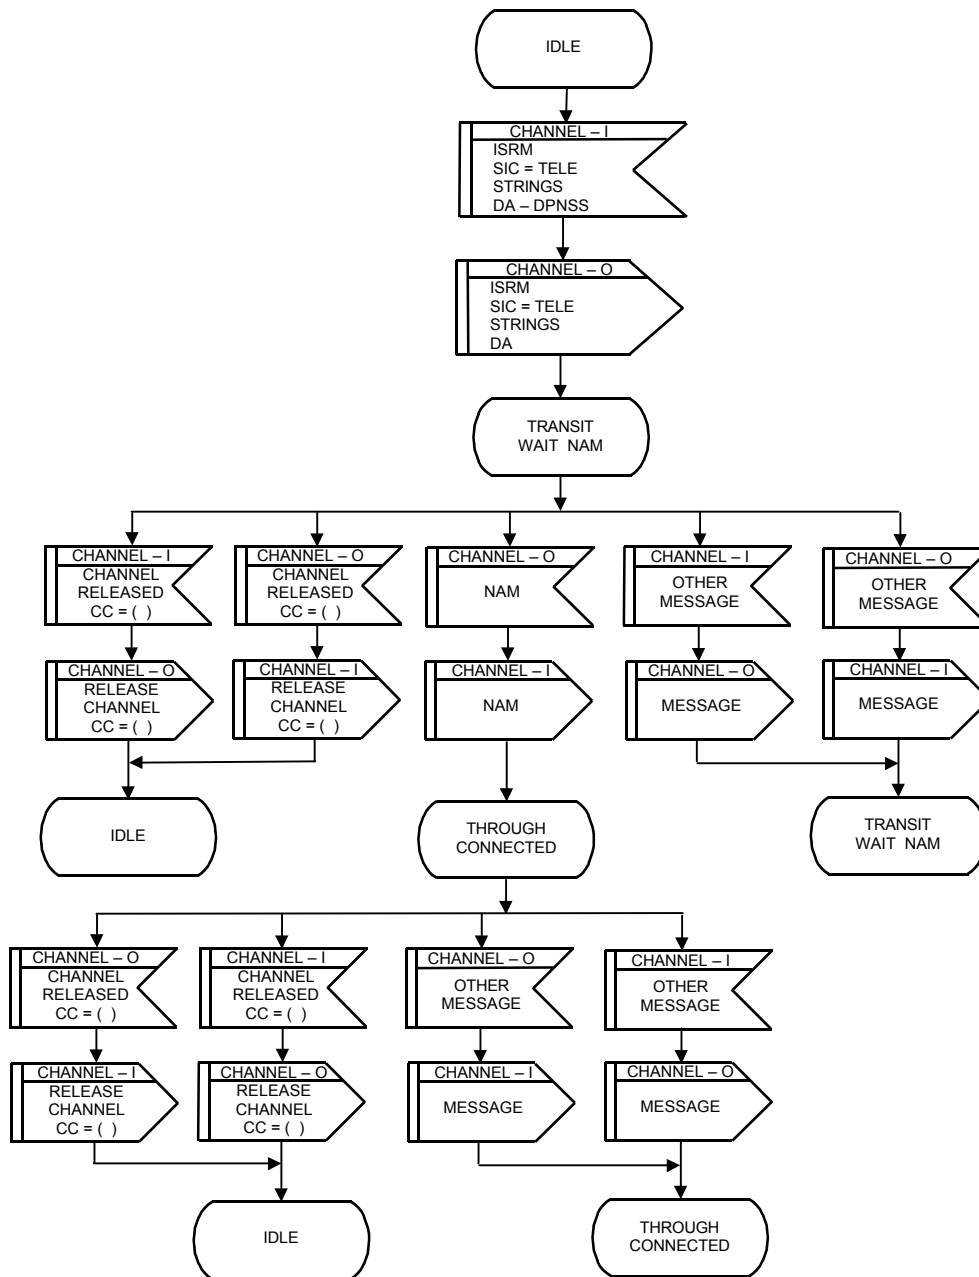 IDLE
CHANNEL – I
ISRM
SIC = TELE
STRINGS
DA – DPNSS
CHANNEL – O
ISRM
SIC = TELE
STRINGS
DA
TRANSIT
WAIT NAM
CHANNEL – I
CHANNEL
RELEASED
CC = ( )
CHANNEL – O
CHANNEL
RELEASED
CC = ( )
CHANNEL – O
NAM
CHANNEL – I
OTHER
MESSAGE
CHANNEL – O
OTHER
MESSAGE
CHANNEL – O
RELEASE
CHANNEL
CC = ( )
CHANNEL – I
RELEASE
CHANNEL
CC = ( )
CHANNEL – I
NAM
CHANNEL – O
MESSAGE
CHANNEL – I
MESSAGE
IDLE
THROUGH
CONNECTED
TRANSIT
WAIT NAM
CHANNEL – O
CHANNEL
RELEASED
CC = ( )
CHANNEL – I
CHANNEL
RELEASED
CC = ( )
CHANNEL – O
OTHER
MESSAGE
CHANNEL – I
OTHER
MESSAGE
CHANNEL – I
RELEASE
CHANNEL
CC = ( )
CHANNEL – O
RELEASE
CHANNEL
CC = ( )
CHANNEL – I
MESSAGE
CHANNEL – O
MESSAGE
IDLE
THROUGH
CONNECTED